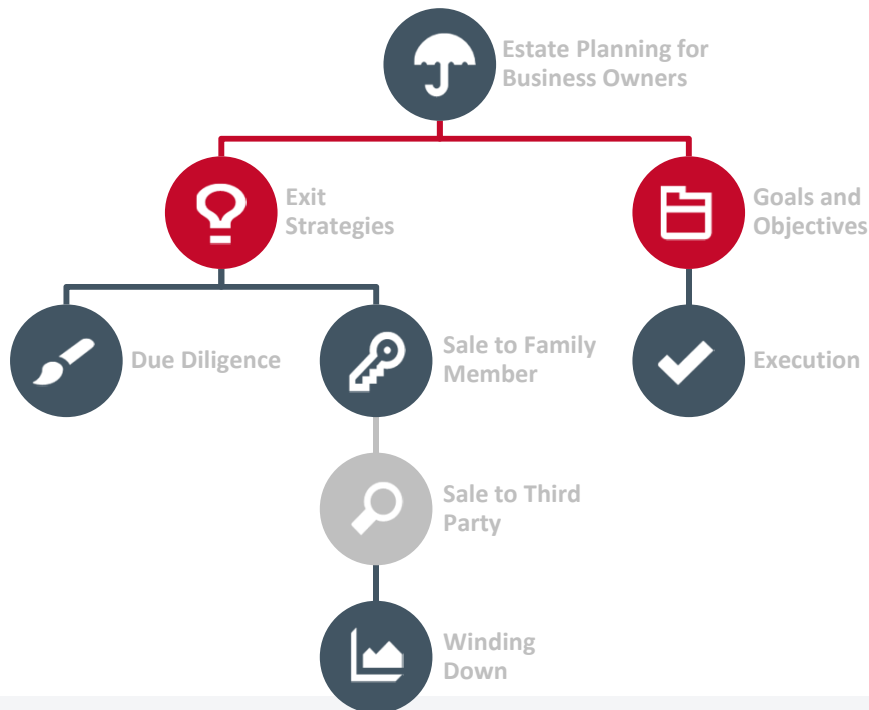 Estate Planning for
Business Owners
Exit
Strategies
Goals and
Objectives
Due Diligence
Sale to Family
Member
Execution
Sale to Third
Party
Winding
Down